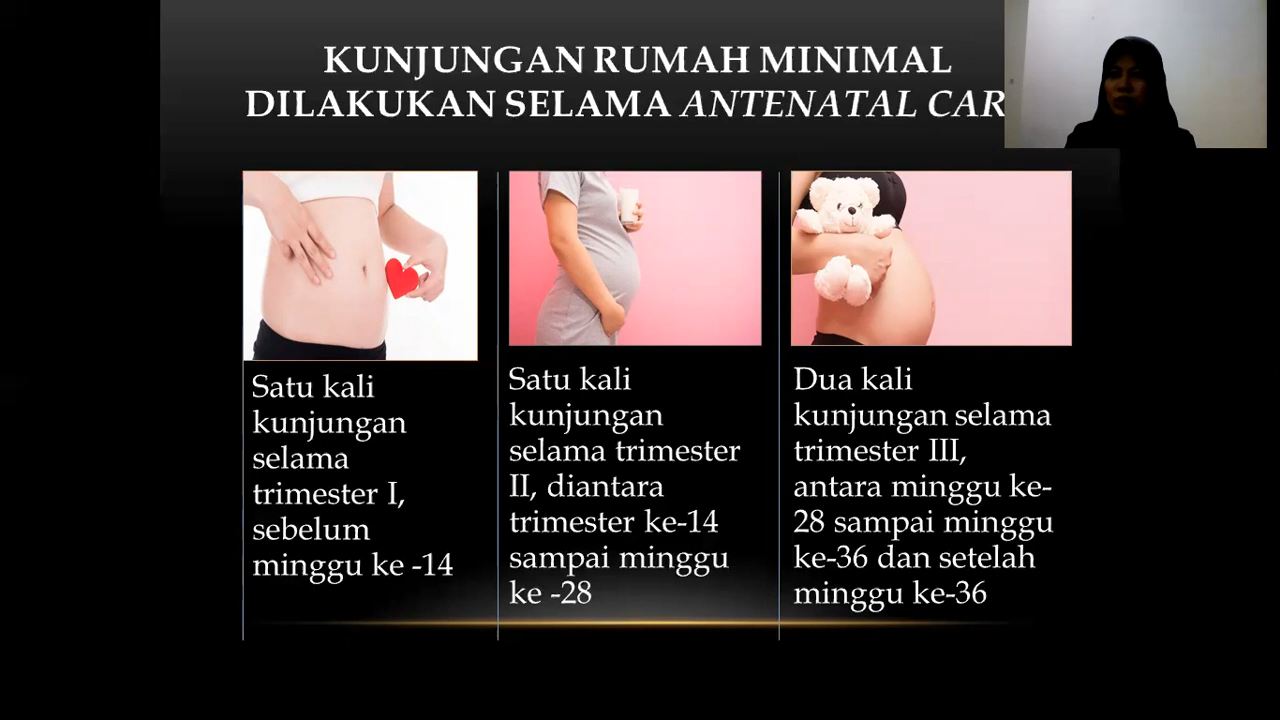 KUNJUNGAN RUMAH MINIMAL
DILAKUKAN SELAMA ANTENATAL CAR
Satu kali
kunjungan
selama
trimester I,
sebelum
minggu ke -14
Satu kali
kunjungan
selama trimester
II, diantara
trimester ke-14
sampai minggu
ke -28
Dua kali
kunjungan selama
trimester III,
antara minggu ke-
28 sampai minggu
ke-36 dan setelah
minggu ke-36